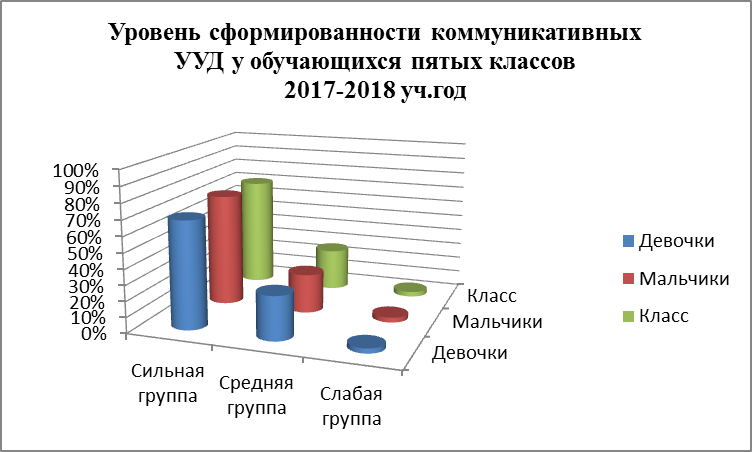 Уровень сформированности коммуникативных
УУД у обучающихся пятых классов
2017-2018 уч.год
100%
90%
80%
70%
60%
50%
40%
30%
20%
10%
0%
Сильная
группа
Средняя
группа
Слабая
группа
Класс
Мальчики
Девочки
Девочки
Мальчики
Класс